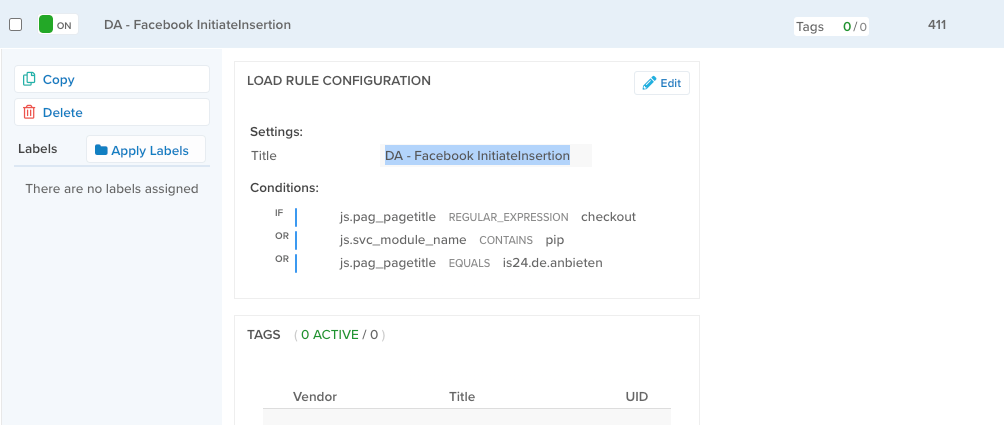 ON DA - Facebook InitiateInsertion Tags 0/0 411
Copy
Delete
Labels Apply Labels
There are no labels assigned
LOAD RULE CONFIGURATION Edit
Settings:
Title DA - Facebook InitiateInsertion
Conditions:
IF js.pag_pagetitle REGULAR_EXPRESSION checkout
OR js.svc_module_name CONTAINS pip
OR js.pag_pagetitle EQUALS is24.de.anbieten
TAGS ( 0 ACTIVE / 0 )
Vendor Title UID